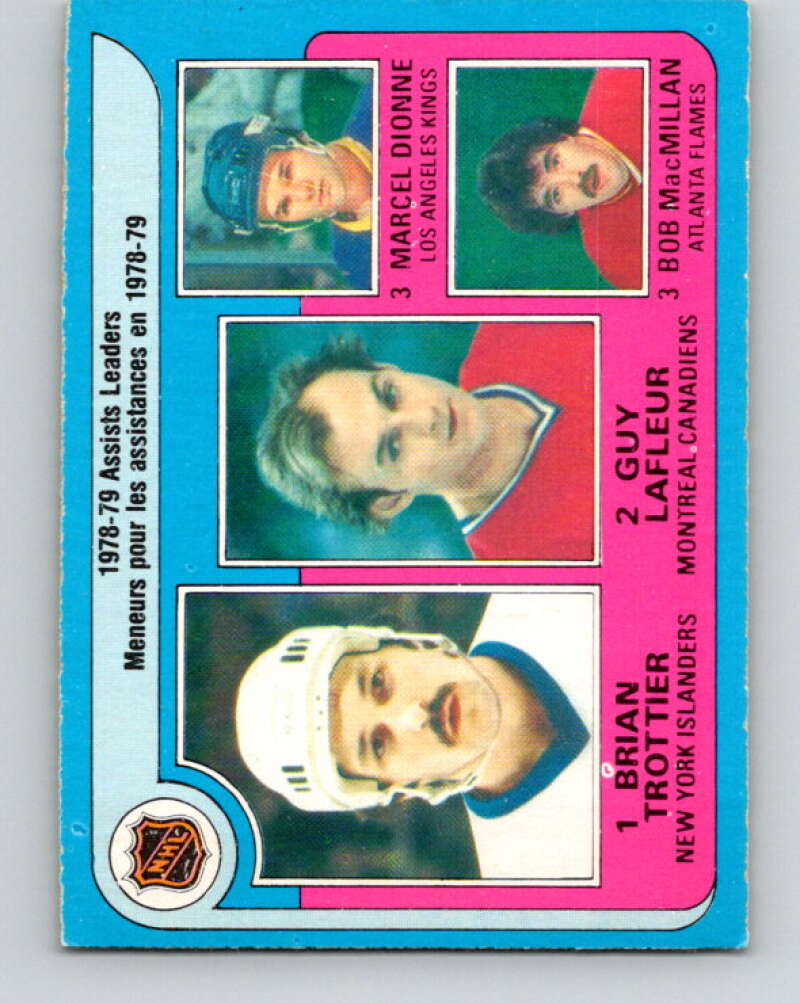 1978-79 Assists Leaders
Meneurs pour les assistances en 1978-79
NHL
1 BRIAN
TROTTIER
NEW YORK ISLANDERS
2 GUY
LAFLEUR
MONTREAL CANADIENS
3 MARCEL DIONNE
LOS ANGELES KINGS
3 BOB MacMILLAN
ATLANTA FLAMES